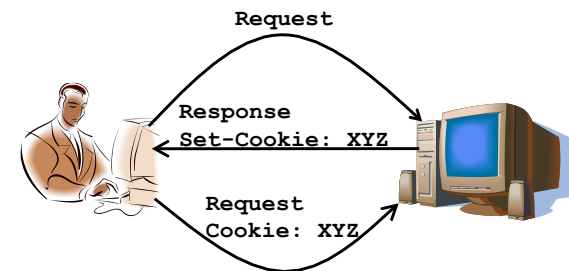 Request
Response
Set-Cookie: XYZ
Request
Cookie: XYZ